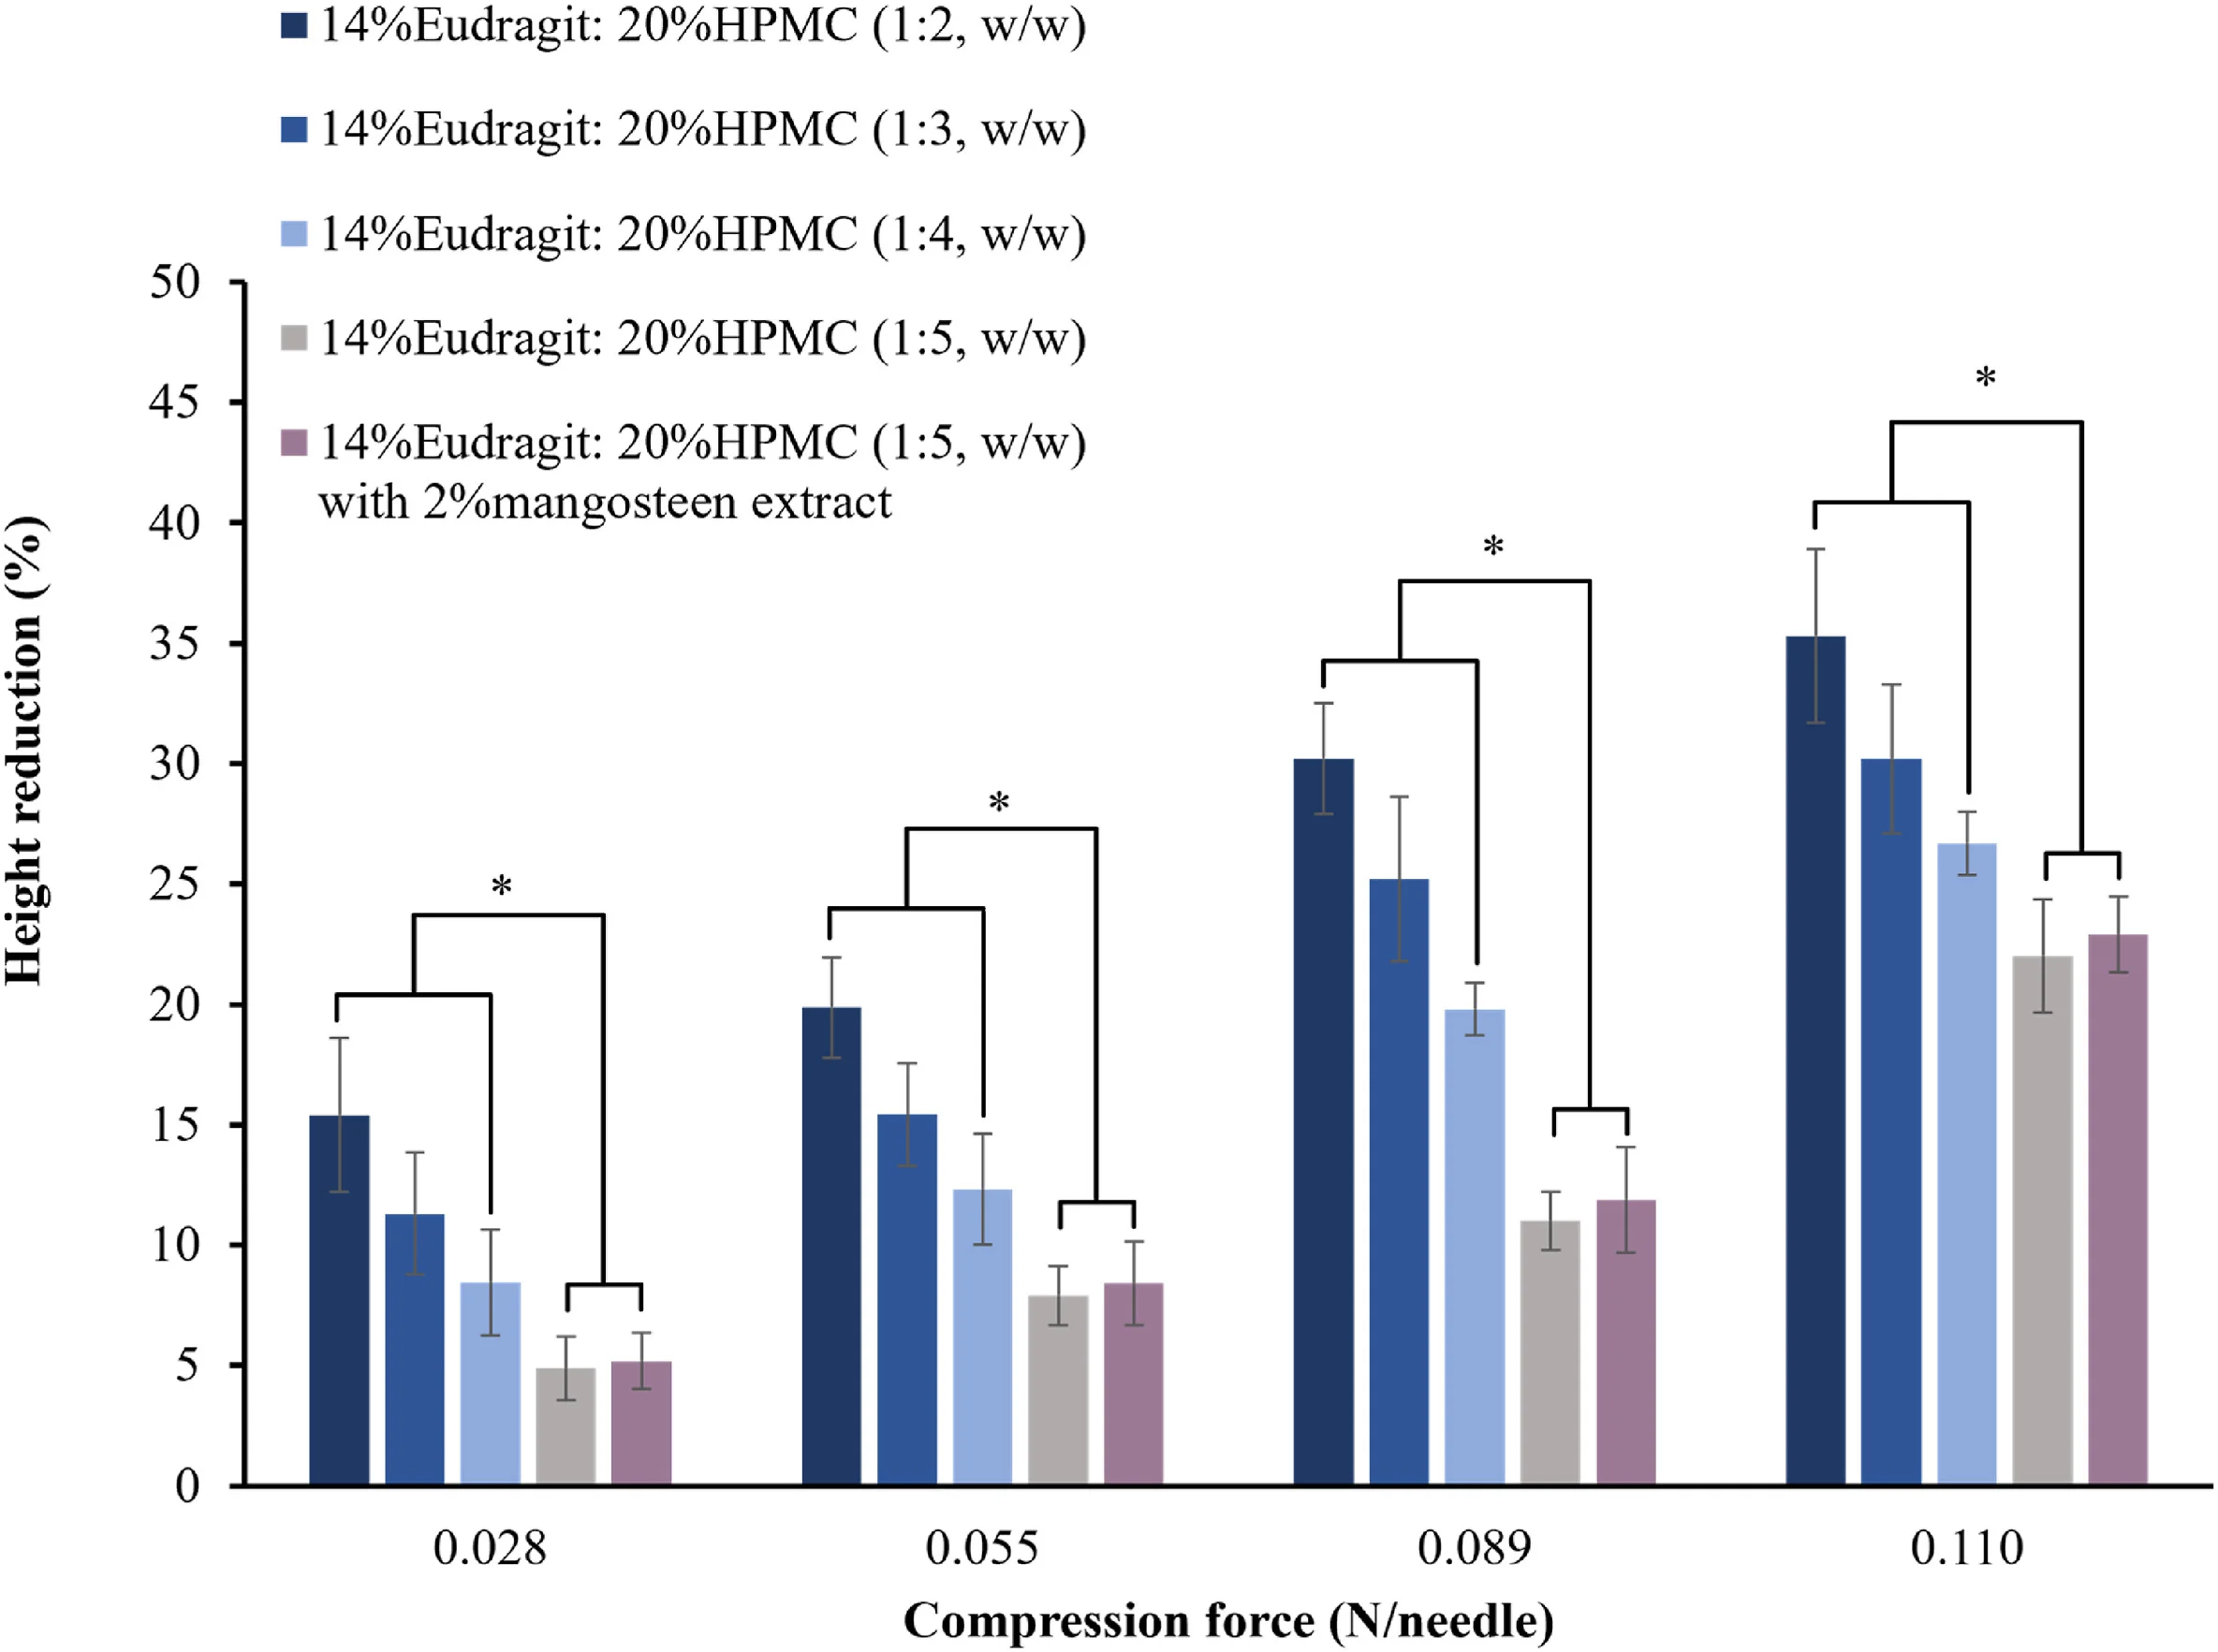 14%Eudragit: 20%HPMC (1:2, w/w)
14%Eudragit: 20%HPMC (1:3, w/w)
14%Eudragit: 20%HPMC (1:4, w/w)
14%Eudragit: 20%HPMC (1:5, w/w)
14%Eudragit: 20%HPMC (1:5, w/w)
with 2%mangosteen extract
50
45
40
35
30
25
20
15
10
5
0
Height reduction (%)
*
*
*
*
0.028
0.055
0.089
0.110
Compression force (N/needle)